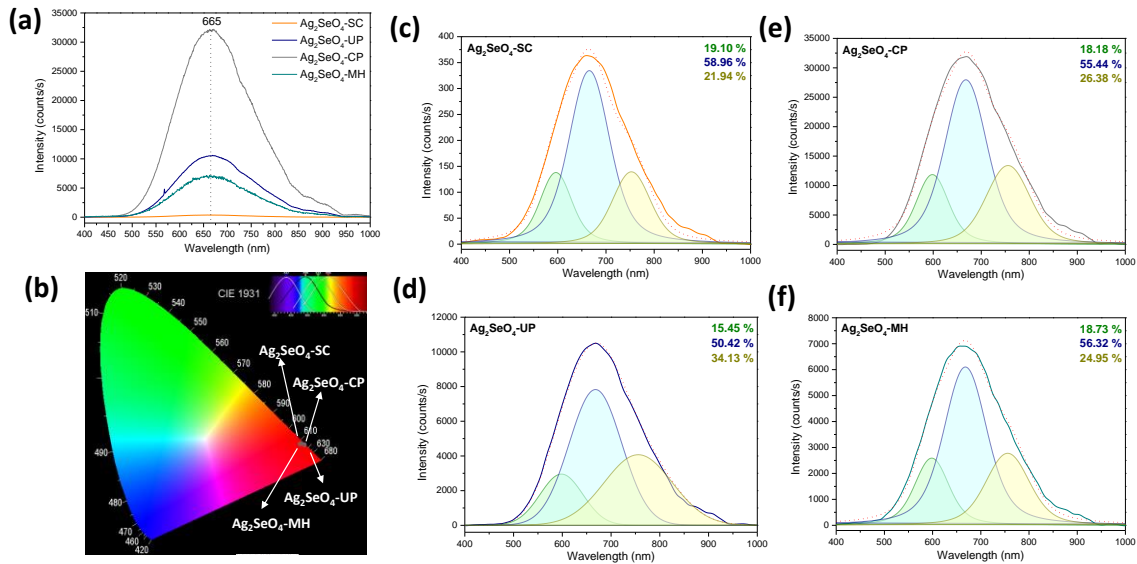 (a)
665
Ag₂SeO₄-SC
Ag₂SeO₄-UP
Ag₂SeO₄-CP
Ag₂SeO₄-MH
35000
30000
25000
20000
15000
10000
5000
0
Intensity (counts/s)
400 450 500 550 600 650 700 750 800 850 900 950 1000
Wavelength (nm)
(b)
CIE 1931
520
530
540
510
560
570
580
590
600
610
630
680
490
480
470
460
420
Ag₂SeO₄-SC
Ag₂SeO₄-CP
Ag₂SeO₄-UP
Ag₂SeO₄-MH
(c)
Ag₂SeO₄-SC
19.10 %
58.96 %
21.94 %
400
350
300
250
200
150
100
50
0
Intensity (counts/s)
400 500 600 700 800 900 1000
Wavelength (nm)
(d)
Ag₂SeO₄-UP
15.45 %
50.42 %
34.13 %
12000
10000
8000
6000
4000
2000
0
Intensity (counts/s)
400 500 600 700 800 900 1000
Wavelength (nm)
(e)
Ag₂SeO₄-CP
18.18 %
55.44 %
26.38 %
35000
30000
25000
20000
15000
10000
5000
0
Intensity (counts/s)
400 500 600 700 800 900 1000
Wavelength (nm)
(f)
Ag₂SeO₄-MH
18.73 %
56.32 %
24.95 %
8000
7000
6000
5000
4000
3000
2000
1000
0
Intensity (counts/s)
400 500 600 700 800 900 1000
Wavelength (nm)